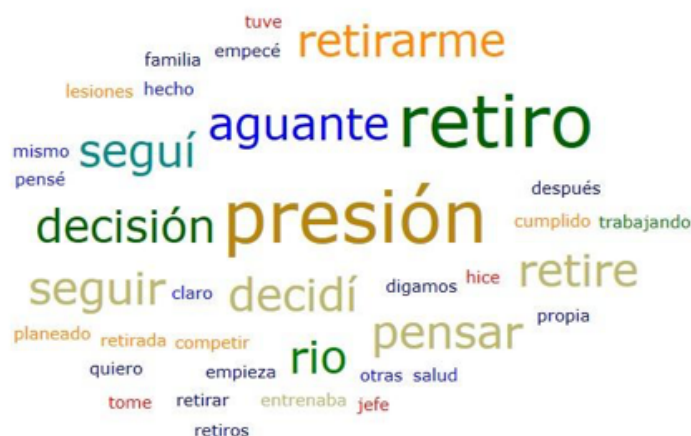 tuve
retirarme
familia empecé
lesiones hecho
aguante retiro
mismo seguí
pensé
después
decisión presión cumplido trabajando
seguir claro decidí digamos hice retire
planeado retirada competir rio pensar propia
quiero empieza otras salud
tome retirar entrenaba jefe
retiros